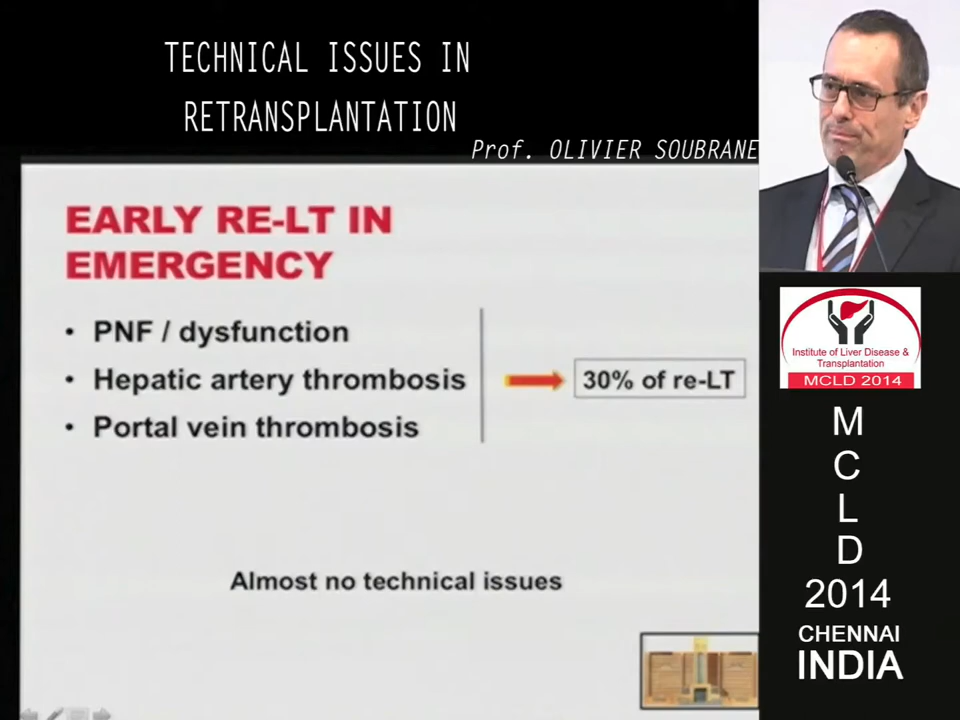 TECHNICAL ISSUES IN
RETRANSPLANTATION
Prof. OLIVIER SOUBRANE
EARLY RE-LT IN
EMERGENCY
• PNF / dysfunction
• Hepatic artery thrombosis
• Portal vein thrombosis
30% of re-LT
Almost no technical issues
Institute of Liver Disease &
Transplantation
MCLD 2014
M
C
L
D
2014
CHENNAI
INDIA